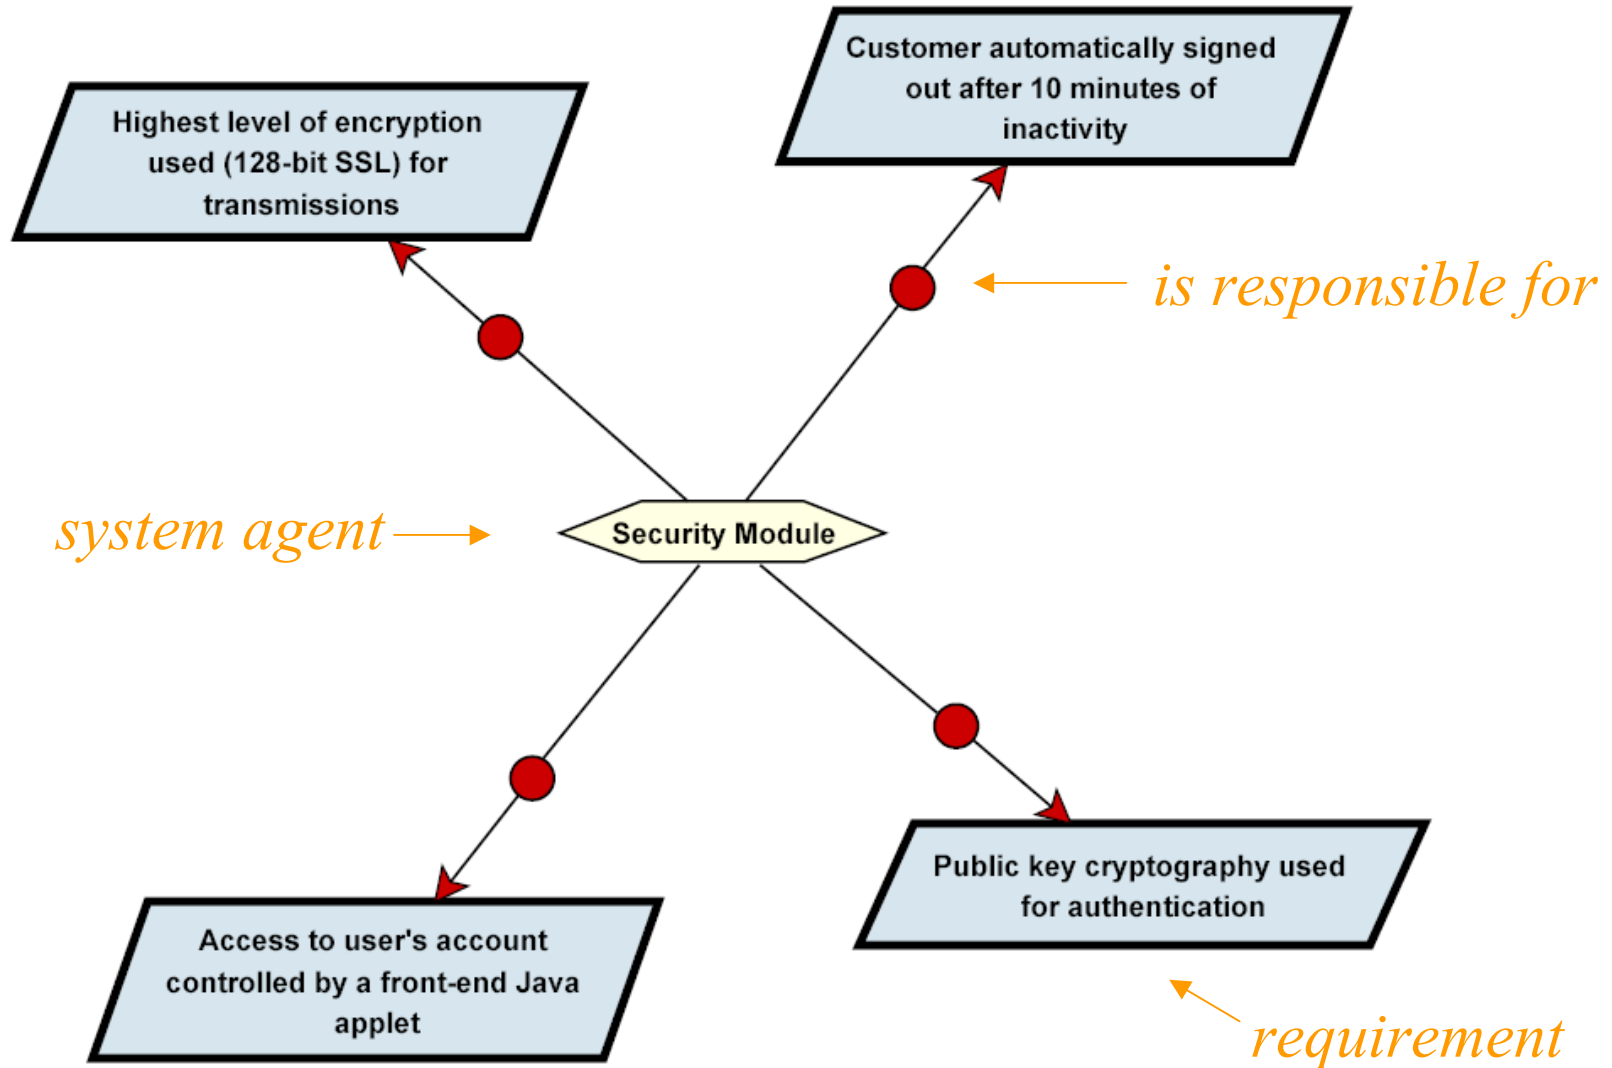 Customer automatically signed
out after 10 minutes of
inactivity
Highest level of encryption
used (128-bit SSL) for
transmissions
is responsible for
system agent
Security Module
Public key cryptography used
for authentication
Access to user's account
controlled by a front-end Java
applet
requirement